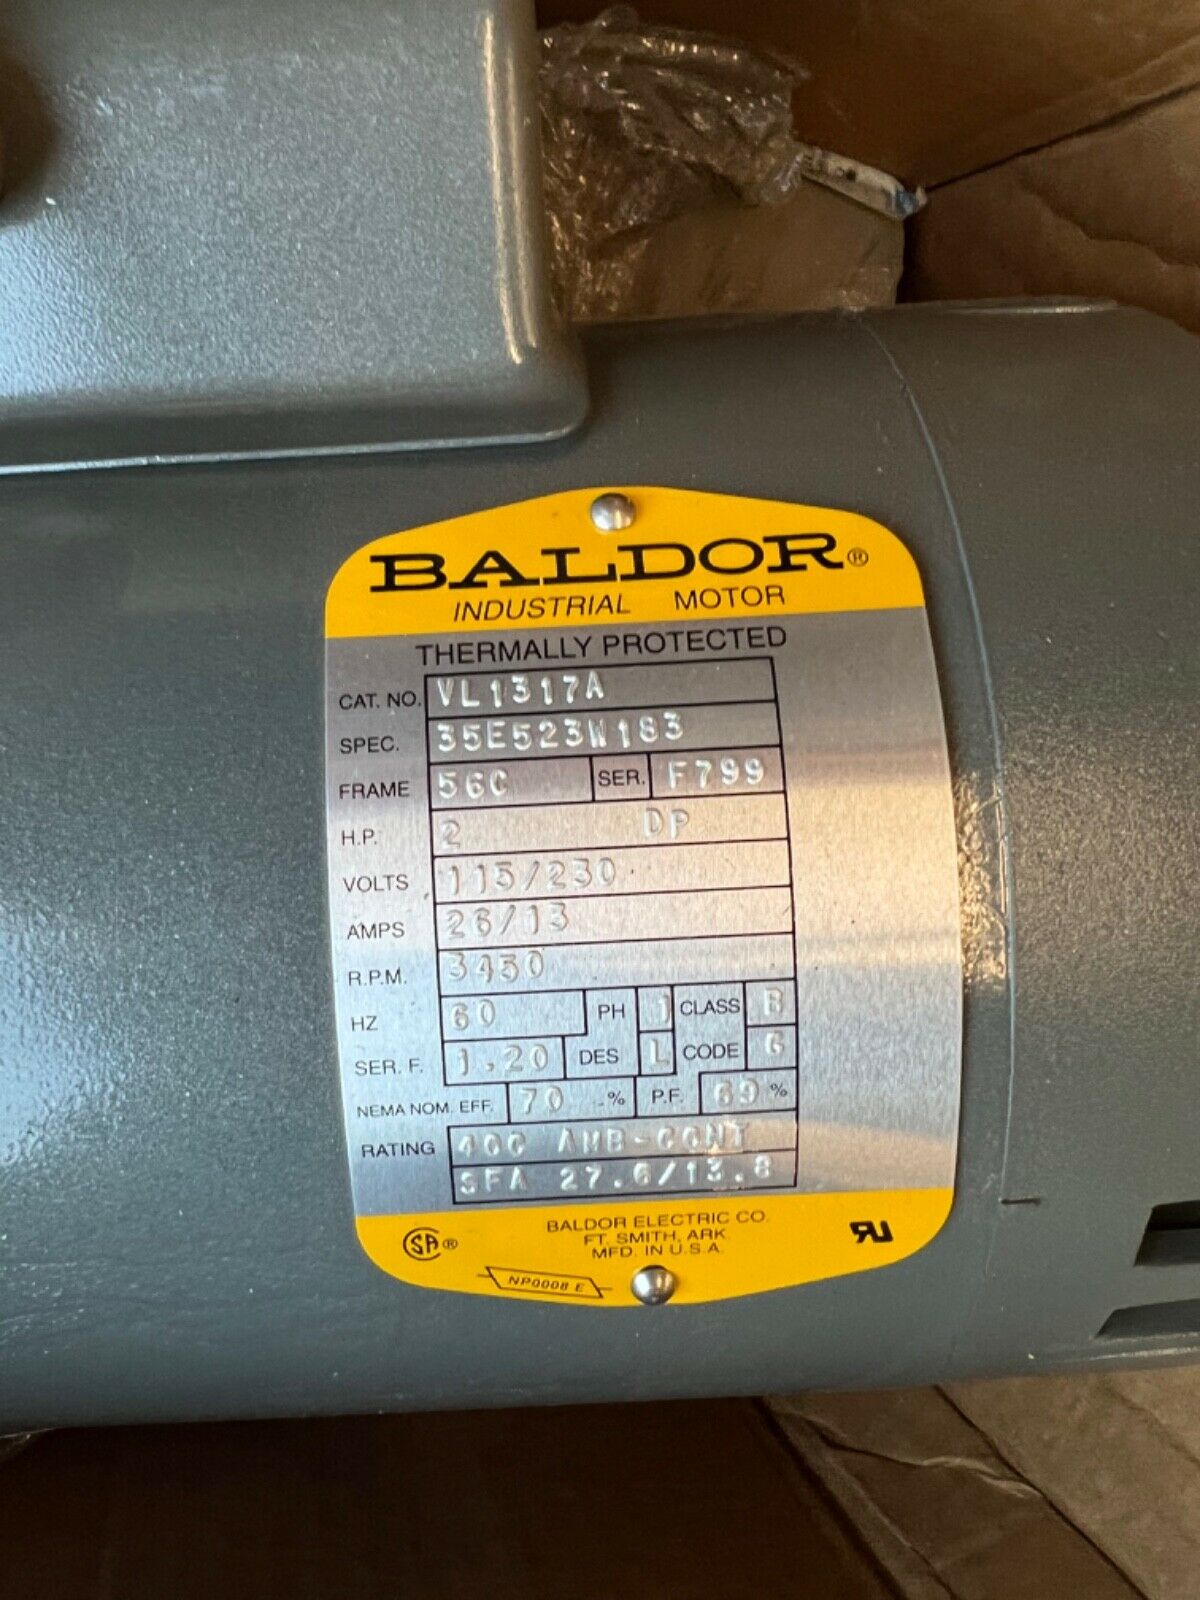 BALDOR®
INDUSTRIAL MOTOR
THERMALLY PROTECTED
CAT. NO. VL1317A
SPEC. 35E523W183
FRAME 56C SER. F799
H.P. 2 DP
VOLTS 115/230
AMPS 26/13
R.P.M. 3450
HZ 60 PH 1 CLASS B
SER. F. 1.20 DES L CODE G
NEMA NOM. EFF. 70 % P.F. 69 %
RATING 40C AMB-CONT
SFA 27.6/13.8
BALDOR ELECTRIC CO.
FT. SMITH, ARK.
MFD. IN U.S.A.
SA®
RU
NP0008 E